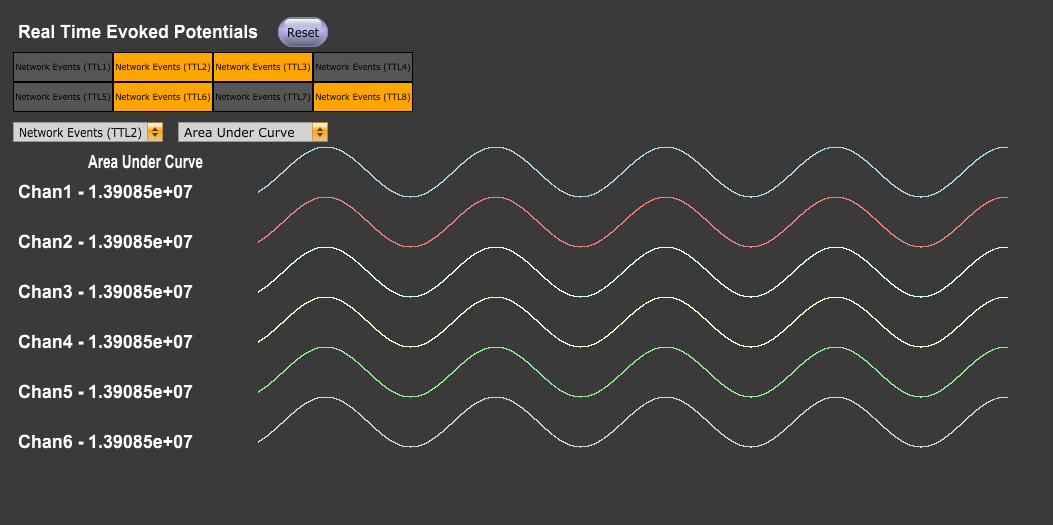 Real Time Evoked Potentials Reset
Network Events (TTL1) Network Events (TTL2) Network Events (TTL3) Network Events (TTL4)
Network Events (TTL5) Network Events (TTL6) Network Events (TTL7) Network Events (TTL8)
Network Events (TTL2) Area Under Curve
Area Under Curve
Chan1 - 1.39085e+07
Chan2 - 1.39085e+07
Chan3 - 1.39085e+07
Chan4 - 1.39085e+07
Chan5 - 1.39085e+07
Chan6 - 1.39085e+07